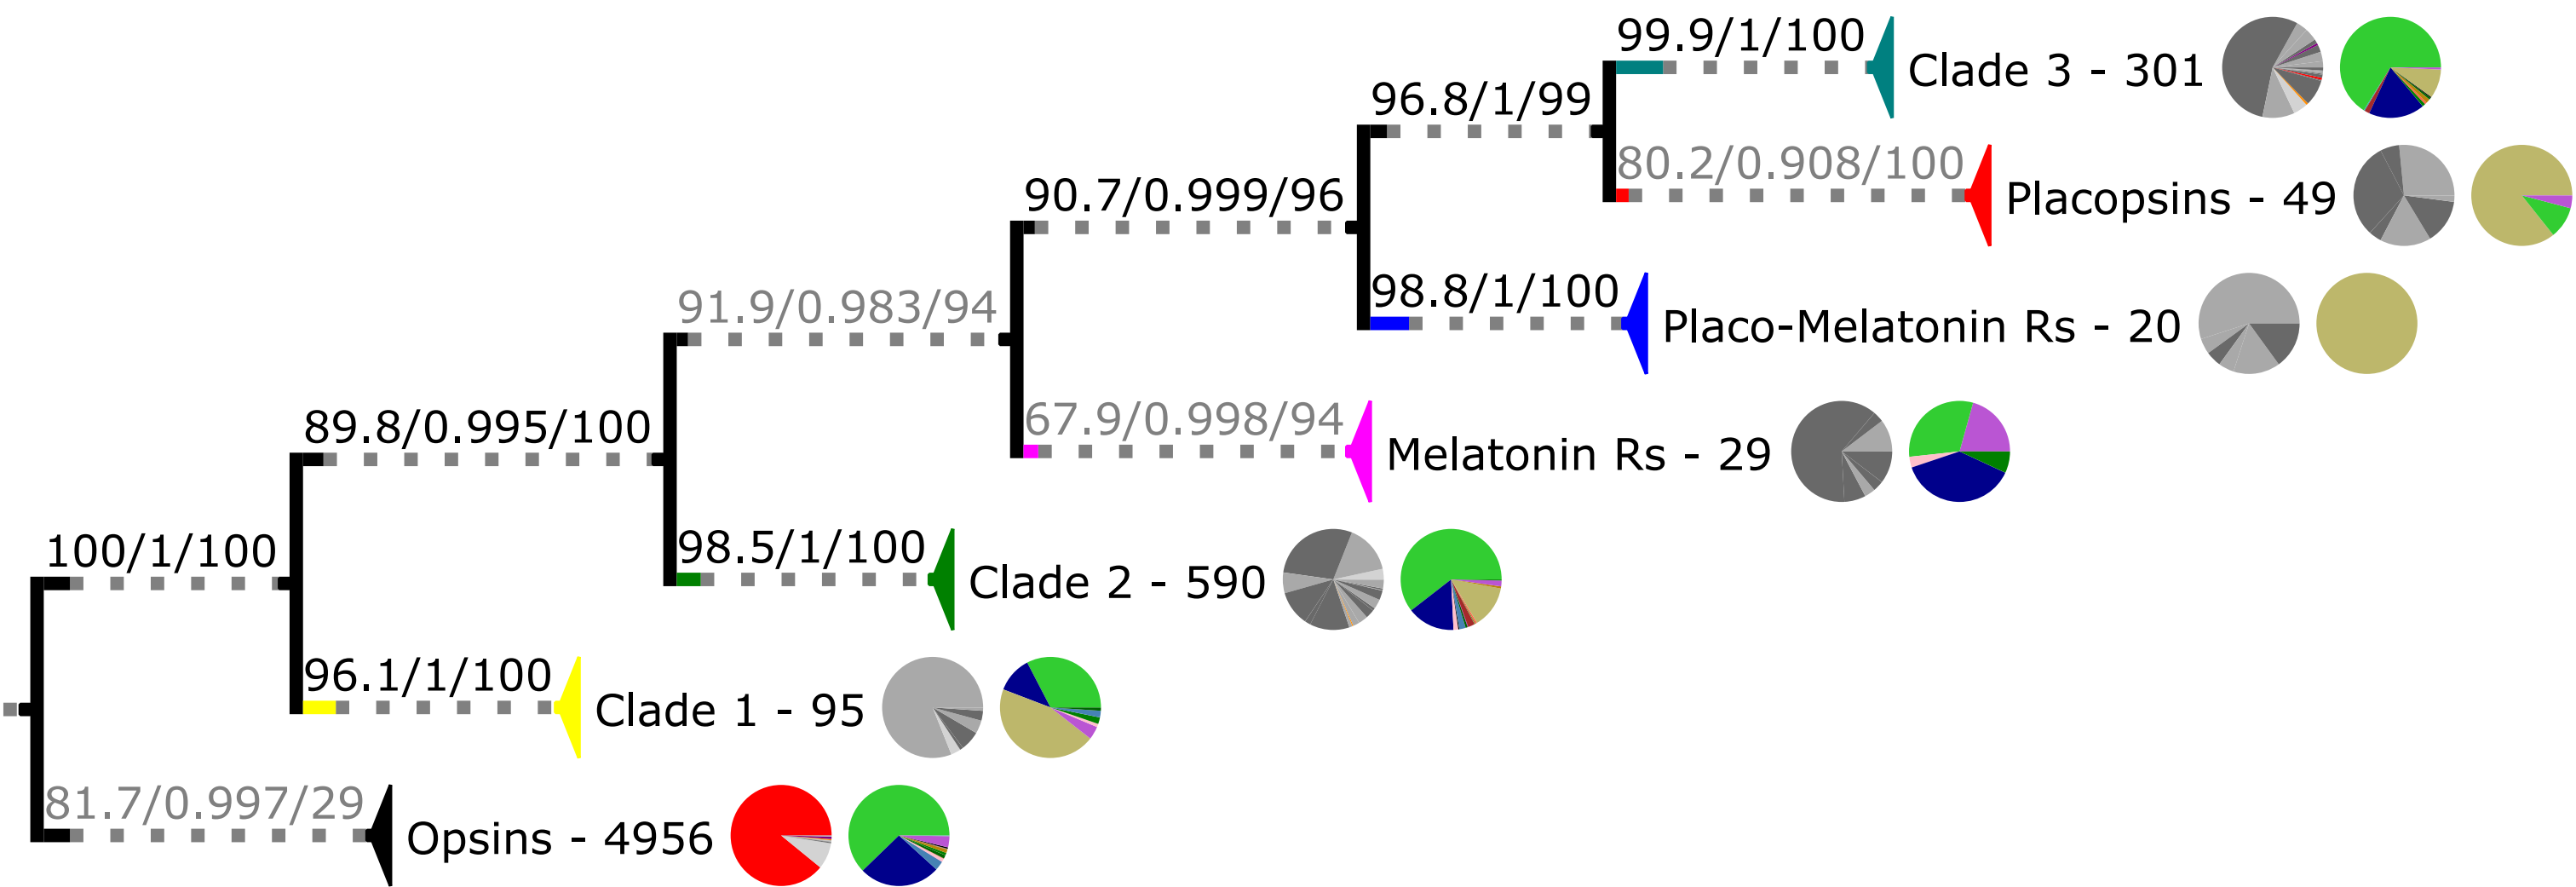 99.9/1/100
Clade 3 - 301
96.8/1/99
80.2/0.908/100
Placopsins - 49
90.7/0.999/96
98.8/1/100
Placo-Melatonin Rs - 20
91.9/0.983/94
67.9/0.998/94
Melatonin Rs - 29
89.8/0.995/100
98.5/1/100
Clade 2 - 590
100/1/100
96.1/1/100
Clade 1 - 95
81.7/0.997/29
Opsins - 4956